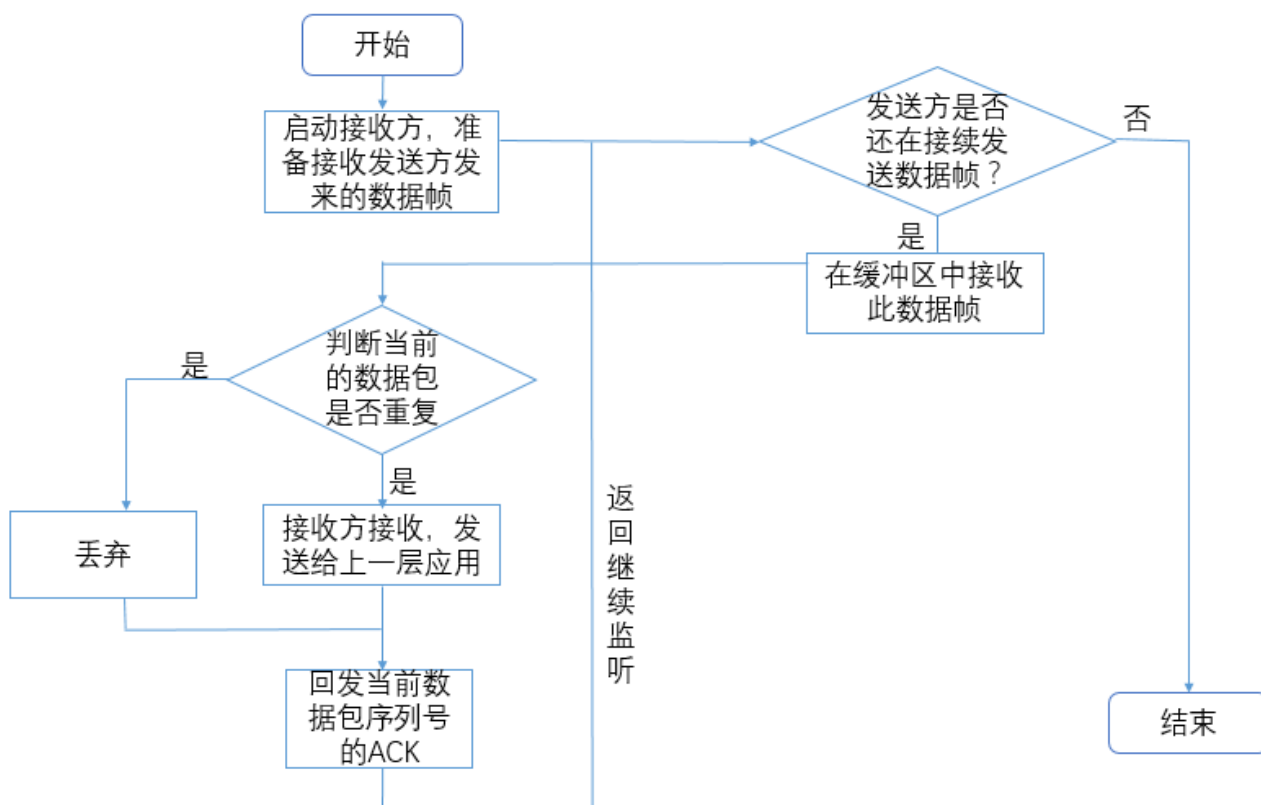 开始
启动接收方，准
备接收发送方发
来的数据帧
发送方是否
还在接续发
送数据帧？
否
是
在缓冲区中接收
此数据帧
判断当前
的数据包
是否重复
是
是
丢弃
接收方接收，发
送给上一层应用
返
回
继
续
监
听
回发当前数
据包序列号
的ACK
结束